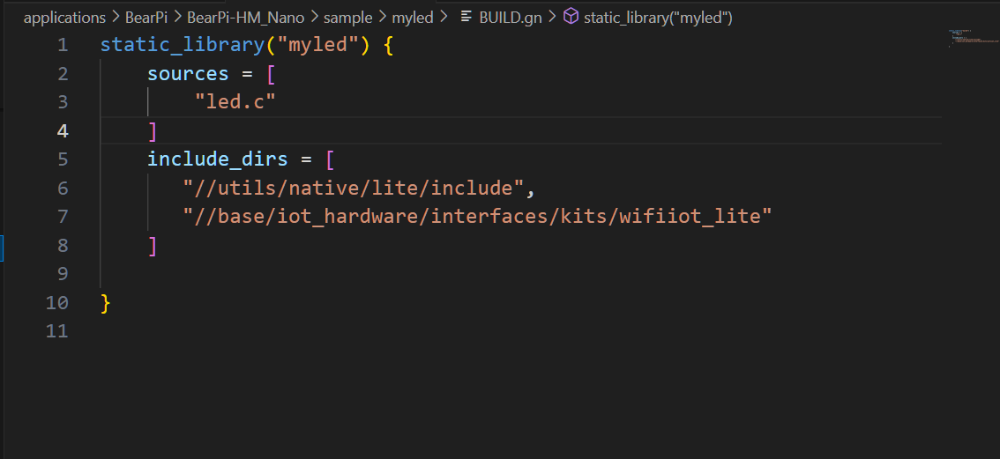 applications > BearPi > BearPi-HM_Nano > sample > myled > BUILD.gn > static_library("myled")
1 static_library("myled") {
2 sources = [
3 "led.c"
4 ]
5 include_dirs = [
6 "//utils/native/lite/include",
7 "//base/iot_hardware/interfaces/kits/wifiiot_lite"
8 ]
9
10 }
11